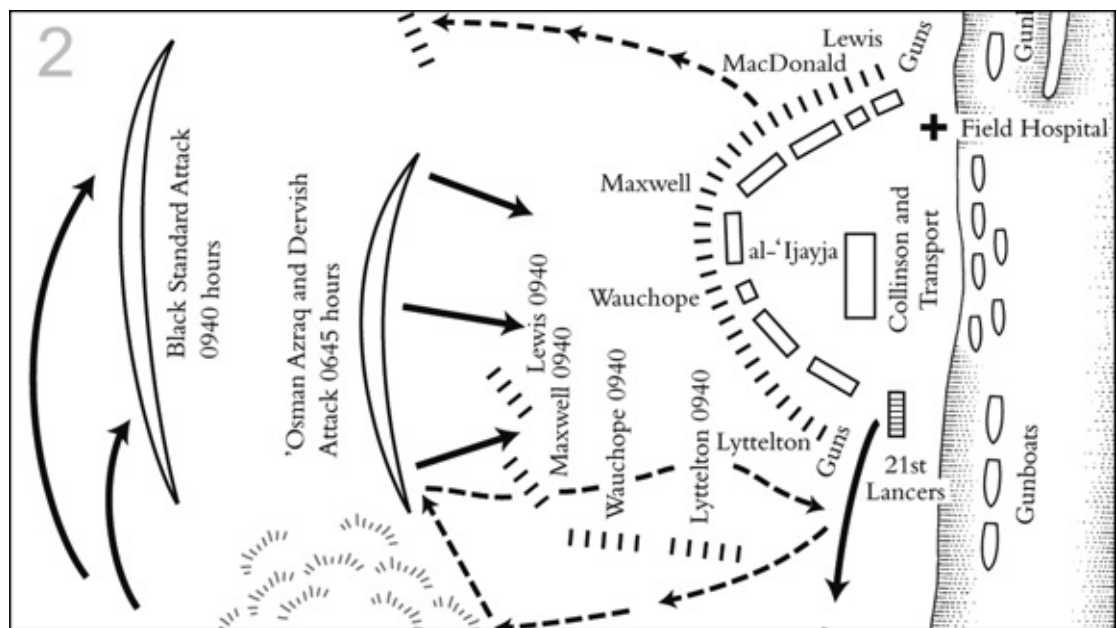 2
Lewis
MacDonald
Guns
Field Hospital
Maxwell
al-‘Ijayja
Wauchope
Collinson and
Transport
Black Standard Attack
0940 hours
’Osman Azraq and Dervish
Attack 0645 hours
Lewis 0940
Maxwell 0940
Wauchope 0940
Lyttelton 0940
Lyttelton
Guns
21st
Lancers
Gunboats